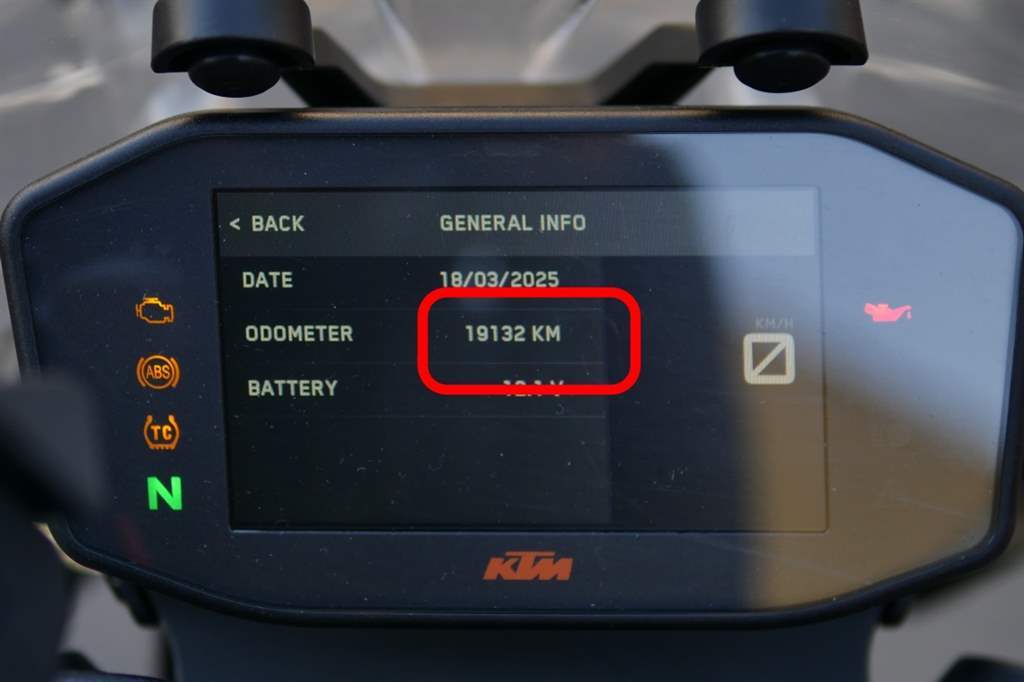 < BACK GENERAL INFO
DATE 18/03/2025
ODOMETER 19132 KM
BATTERY
KM/H
ABS
TC
N
KTM